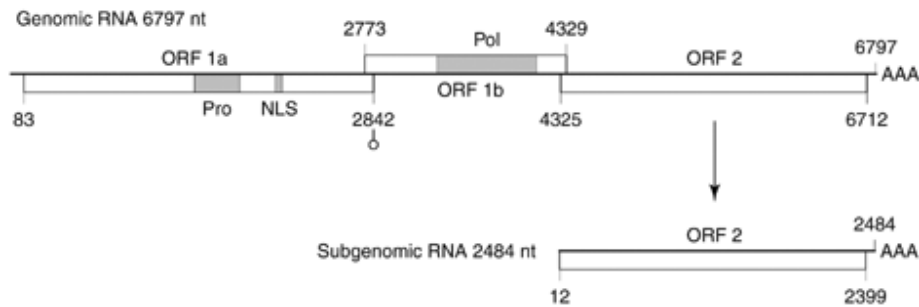 Genomic RNA 6797 nt
2773
4329
Pol
6797
ORF 1a
ORF 2
AAA
Pro
NLS
ORF 1b
83
2842
4325
6712
2484
ORF 2
Subgenomic RNA 2484 nt
AAA
12
2399